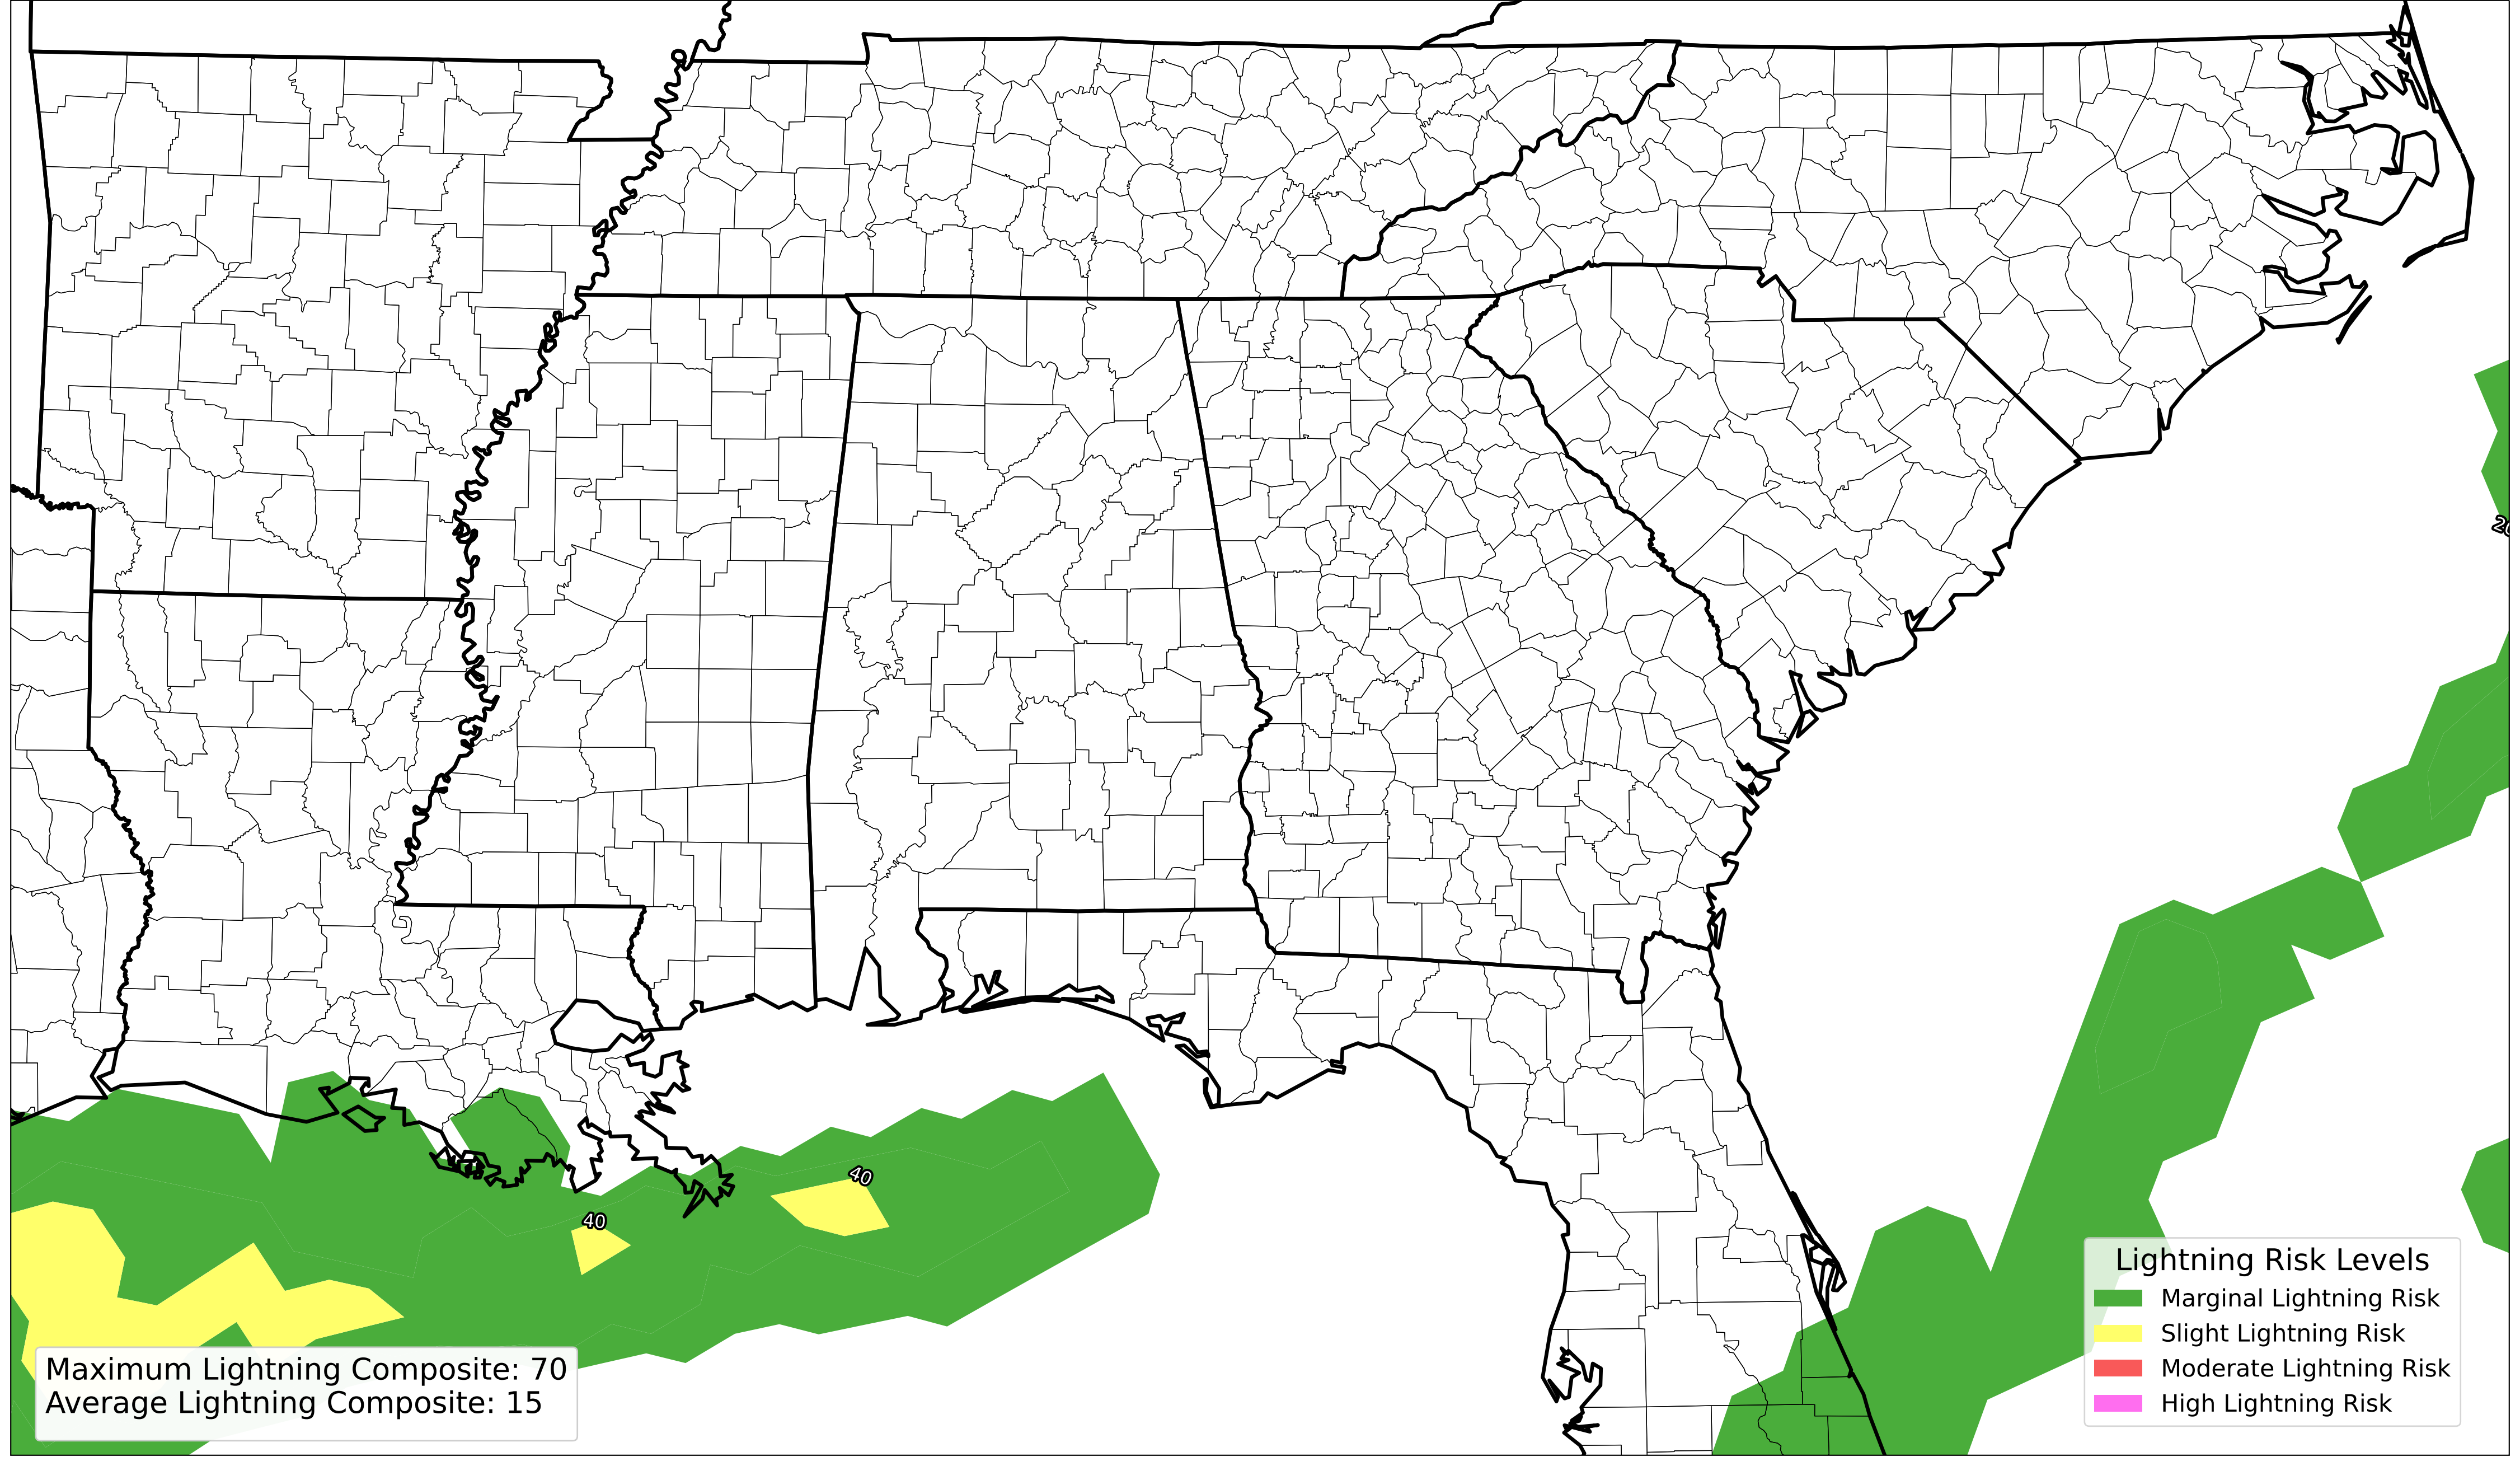 40
40
Lightning Risk Levels
Marginal Lightning Risk
Slight Lightning Risk
Moderate Lightning Risk
High Lightning Risk
Maximum Lightning Composite: 70
Average Lightning Composite: 15